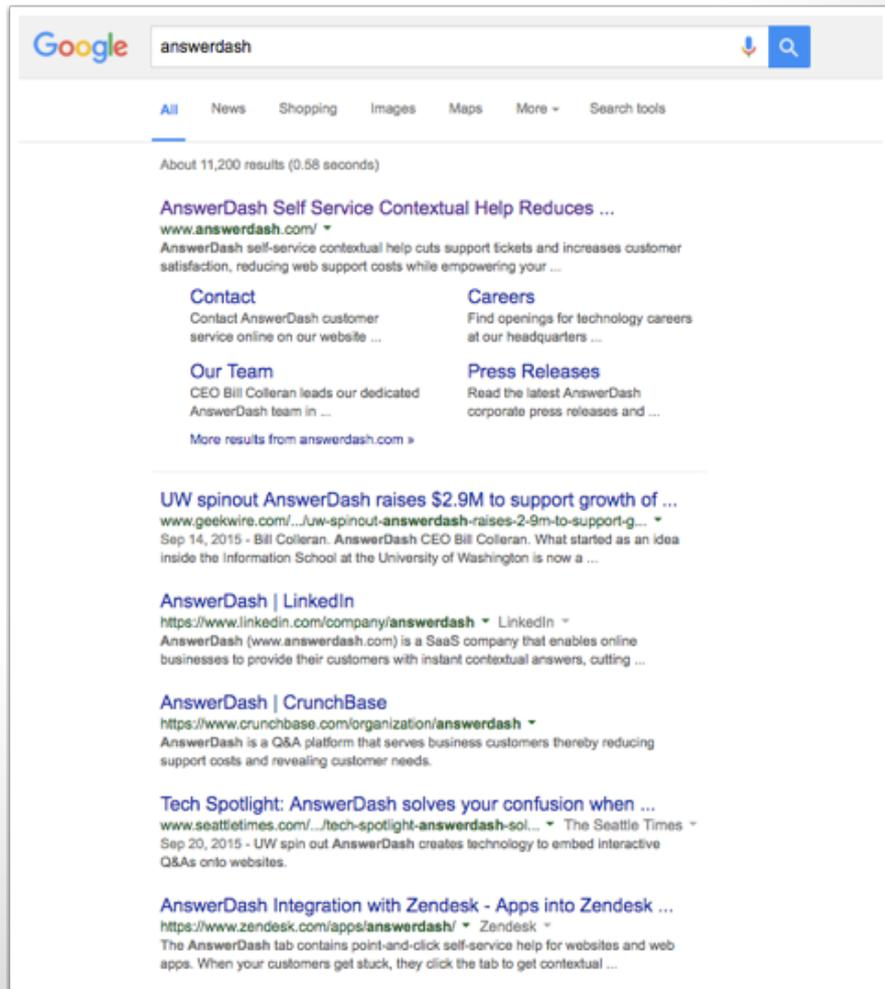 Google answerdash
All News Shopping Images Maps More Search tools
About 11,200 results (0.58 seconds)
AnswerDash Self Service Contextual Help Reduces ...
www.answerdash.com/
AnswerDash self-service contextual help cuts support tickets and increases customer
satisfaction, reducing web support costs while empowering your ...
Contact
Contact AnswerDash customer
service online on our website ...
Careers
Find openings for technology careers
at our headquarters ...
Our Team
CEO Bill Colleran leads our dedicated
AnswerDash team in ...
Press Releases
Read the latest AnswerDash
corporate press releases and ...
More results from answerdash.com »
UW spinout AnswerDash raises $2.9M to support growth of ...
www.geekwire.com/.../uw-spinout-answerdash-raises-2-9m-to-support-g...
Sep 14, 2015 - Bill Colleran. AnswerDash CEO Bill Colleran. What started as an idea
inside the Information School at the University of Washington is now a ...
AnswerDash | LinkedIn
https://www.linkedin.com/company/answerdash LinkedIn
AnswerDash (www.answerdash.com) is a SaaS company that enables online
businesses to provide their customers with instant contextual answers, cutting ...
AnswerDash | CrunchBase
https://www.crunchbase.com/organization/answerdash
AnswerDash is a Q&A platform that serves business customers thereby reducing
support costs and revealing customer needs.
Tech Spotlight: AnswerDash solves your confusion when ...
www.seattletimes.com/.../tech-spotlight-answerdash-sol... The Seattle Times
Sep 20, 2015 - UW spin out AnswerDash creates technology to embed interactive
Q&As onto websites.
AnswerDash Integration with Zendesk - Apps into Zendesk ...
https://www.zendesk.com/apps/answerdash/ Zendesk
The AnswerDash tab contains point-and-click self-service help for websites and web
apps. When your customers get stuck, they click the tab to get contextual ...